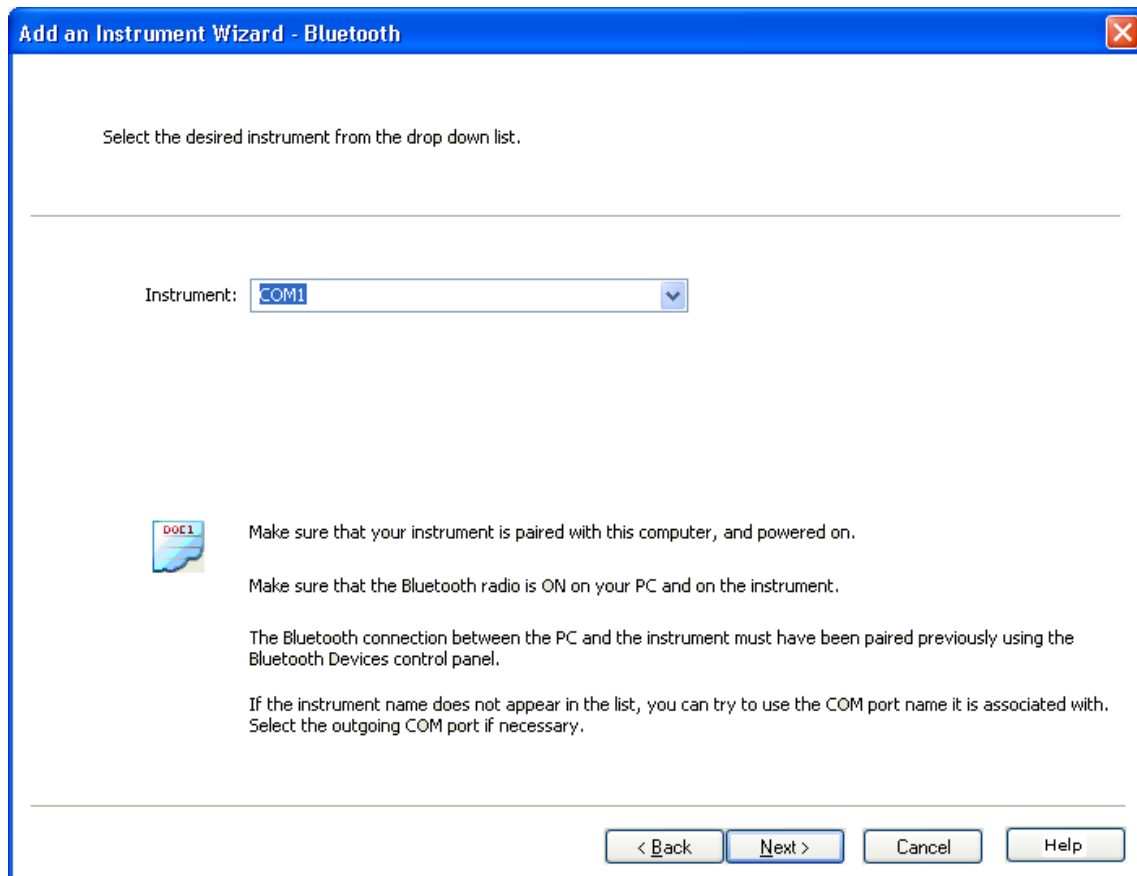 Add an Instrument Wizard - Bluetooth
Select the desired instrument from the drop down list.
Instrument: COM1
DOC1
Make sure that your instrument is paired with this computer, and powered on.
Make sure that the Bluetooth radio is ON on your PC and on the instrument.
The Bluetooth connection between the PC and the instrument must have been paired previously using the
Bluetooth Devices control panel.
If the instrument name does not appear in the list, you can try to use the COM port name it is associated with.
Select the outgoing COM port if necessary.
< Back Next > Cancel Help